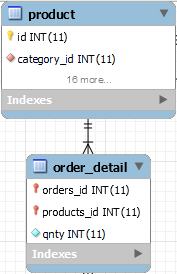 product
id INT(11)
category_id INT(11)
16 more...
Indexes
order_detail
orders_id INT(11)
products_id INT(11)
qnty INT(11)
Indexes